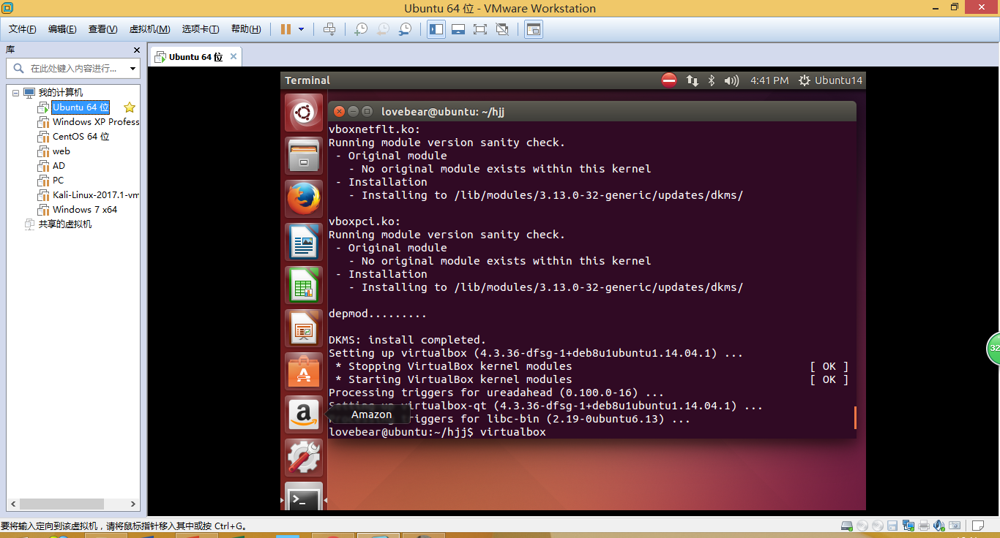 Ubuntu 64 位 - VMware Workstation
文件(F) 编辑(E) 查看(V) 虚拟机(M) 选项卡(T) 帮助(H)
库
在此处键入内容进行...
我的计算机
Ubuntu 64 位
Windows XP Profess
CentOS 64 位
web
AD
PC
Kali-Linux-2017.1-vm
Windows 7 x64
共享的虚拟机
Ubuntu 64 位
Terminal 4:41 PM Ubuntu14
lovebear@ubuntu: ~/hjj
vboxnetflt.ko:
Running module version sanity check.
- Original module
- No original module exists within this kernel
- Installation
- Installing to /lib/modules/3.13.0-32-generic/updates/dkms/
vboxpci.ko:
Running module version sanity check.
- Original module
- No original module exists within this kernel
- Installation
- Installing to /lib/modules/3.13.0-32-generic/updates/dkms/
depmod.........
DKMS: install completed.
Setting up virtualbox (4.3.36-dfsg-1+deb8u1ubuntu1.14.04.1) ...
* Stopping VirtualBox kernel modules [ OK ]
* Starting VirtualBox kernel modules [ OK ]
Processing triggers for ureadahead (0.100.0-16) ...
Setting up virtualbox-qt (4.3.36-dfsg-1+deb8u1ubuntu1.14.04.1) ...
Processing triggers for libc-bin (2.19-0ubuntu6.13) ...
lovebear@ubuntu:~/hjj$ virtualbox
Amazon
32
要将输入定向到该虚拟机，请将鼠标指针移入其中或按 Ctrl+G。